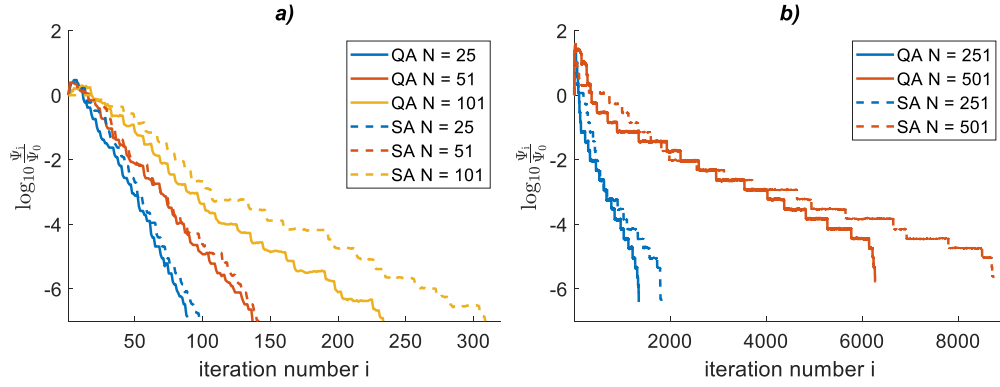 a)
2
0
-2
-4
-6
log10 Ψi/Ψ0
50
100
150
200
250
300
iteration number i
QA N = 25
QA N = 51
QA N = 101
SA N = 25
SA N = 51
SA N = 101
b)
2
0
-2
-4
-6
log10 Ψi/Ψ0
2000
4000
6000
8000
iteration number i
QA N = 251
QA N = 501
SA N = 251
SA N = 501